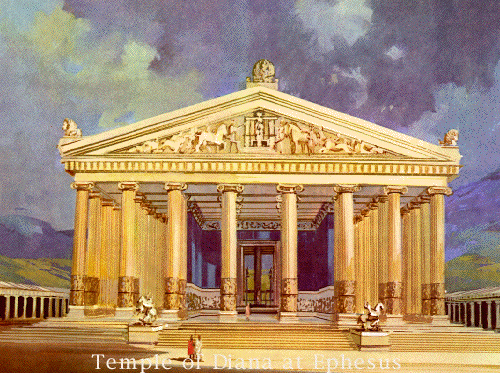 Temple of Diana at Ephesus